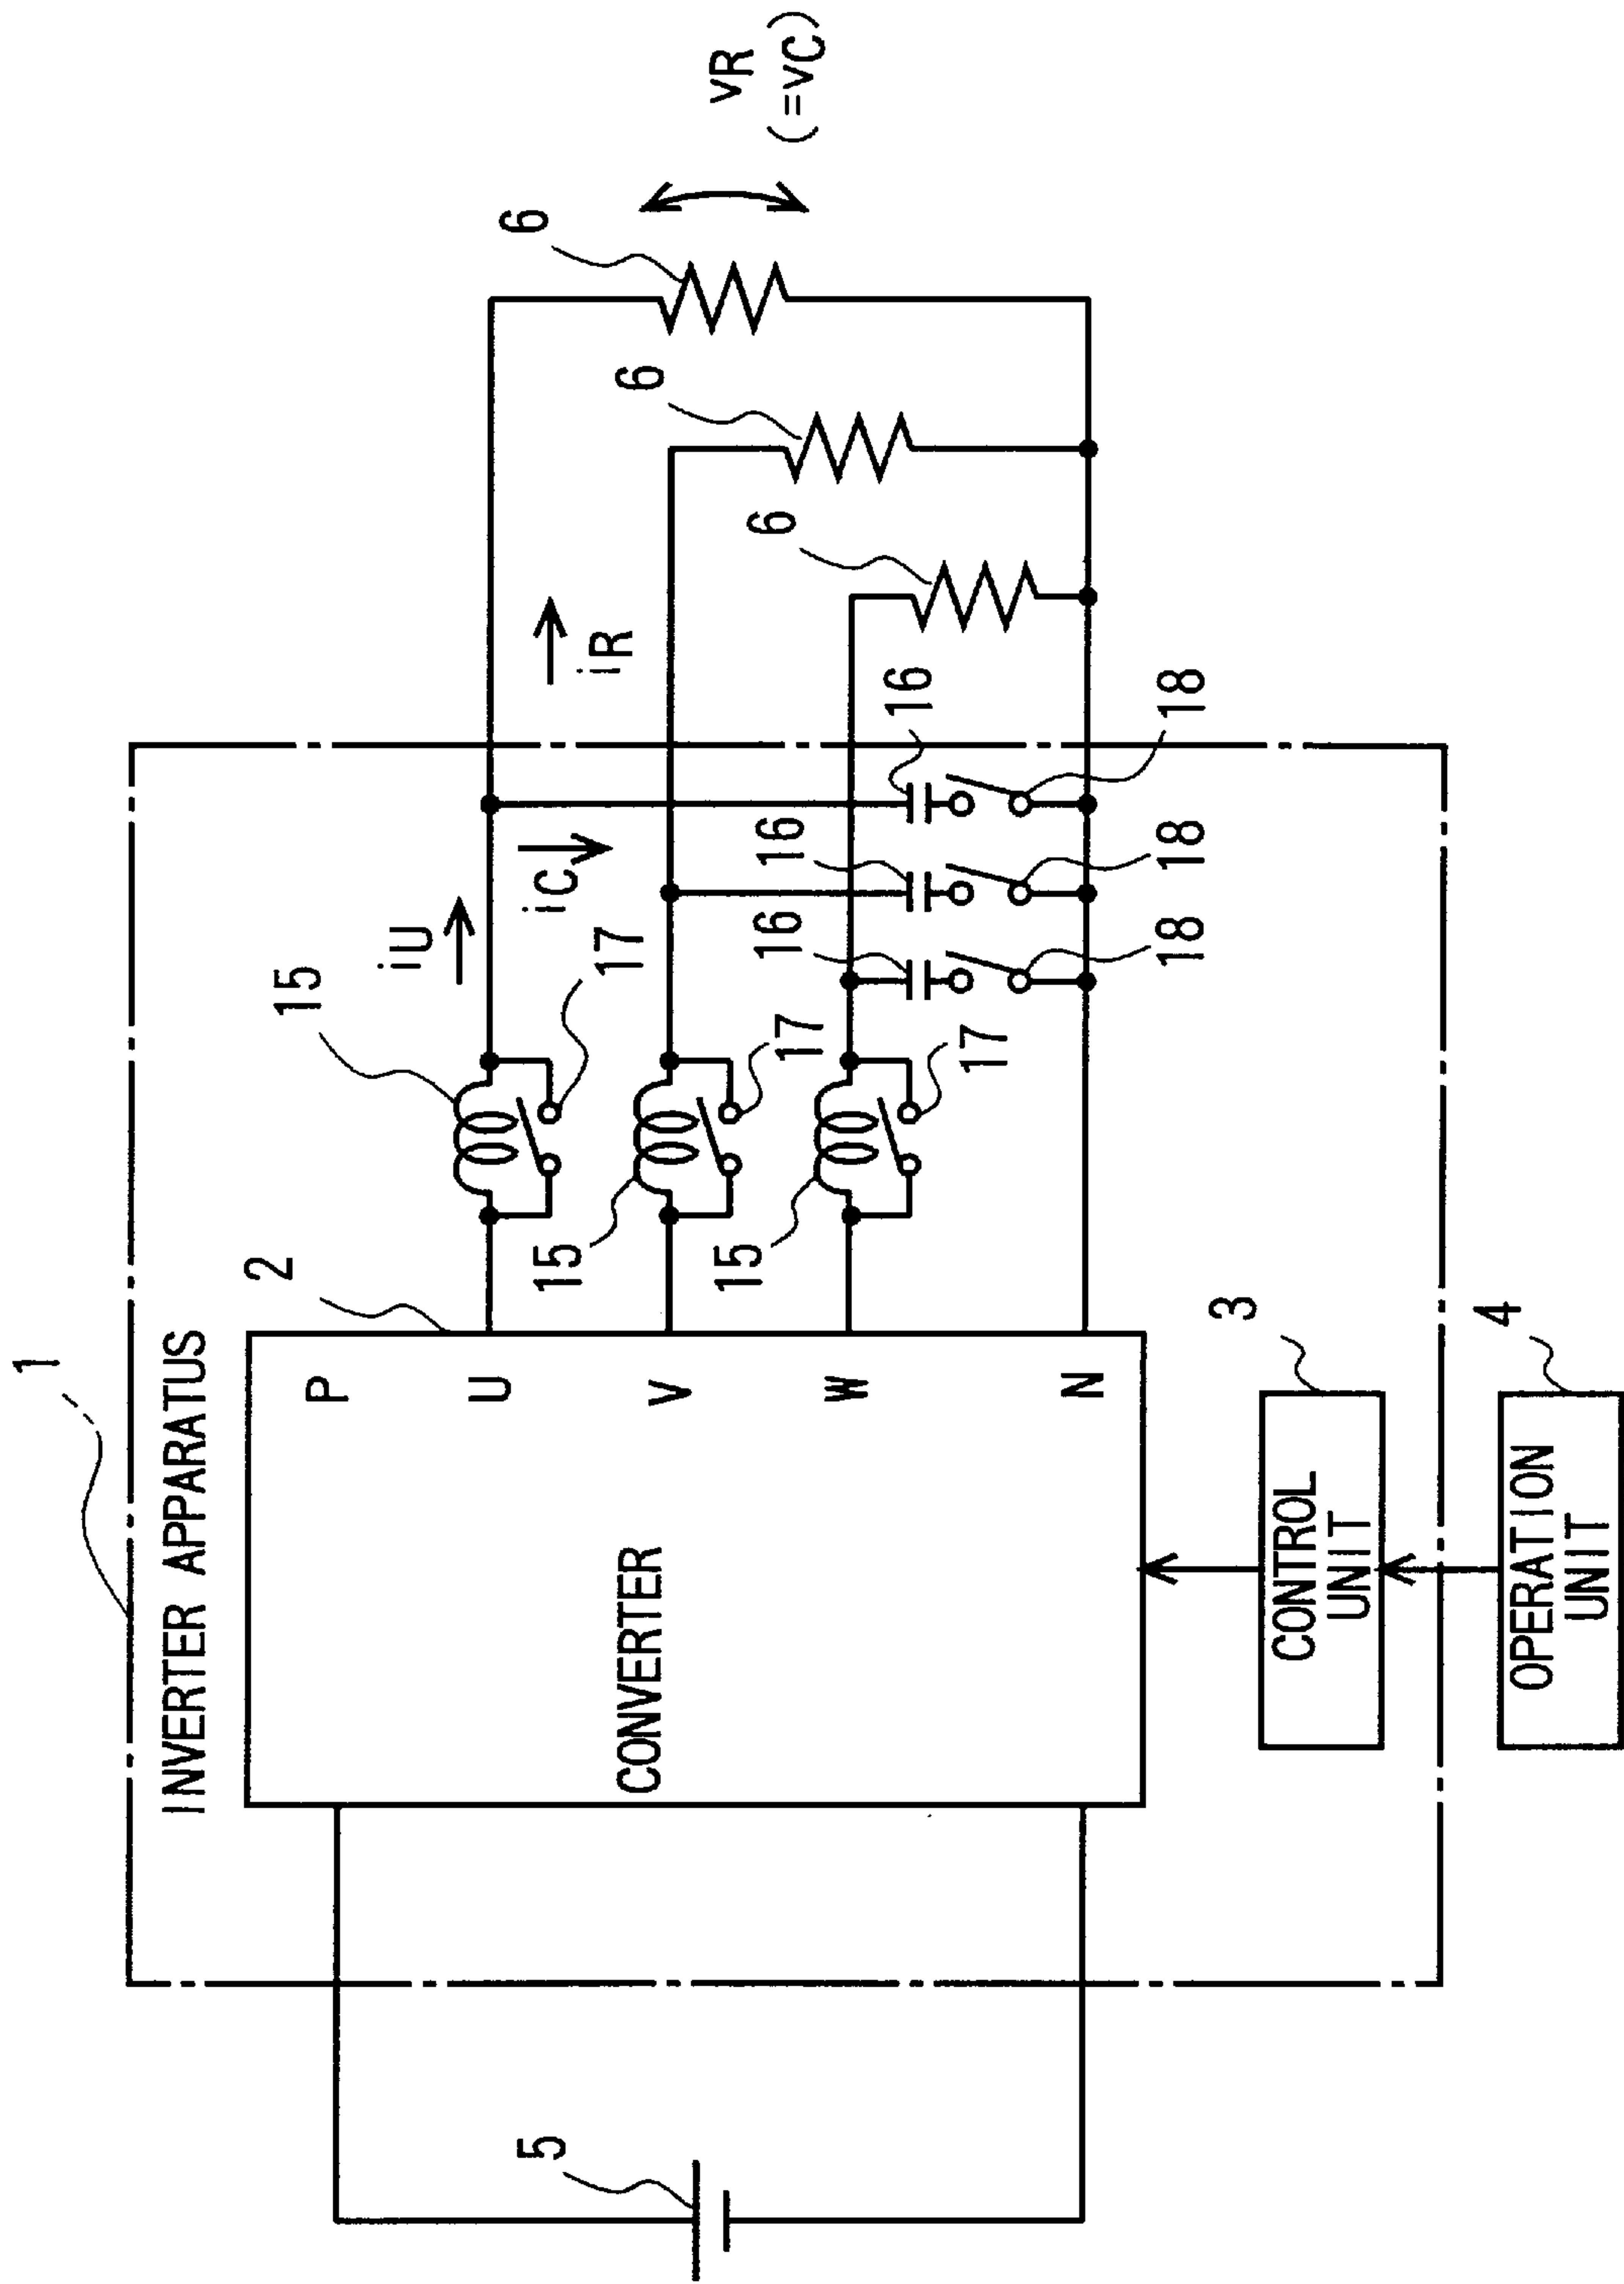 1
INVERTER APPARATUS
2
P
U
V
W
N
CONVERTER
CONTROL
UNIT
3
OPERATION
UNIT
4
5
15
15
15
17
17
17
iU
iC
iR
16
16
16
18
18
18
6
6
6
vR
(=vC)